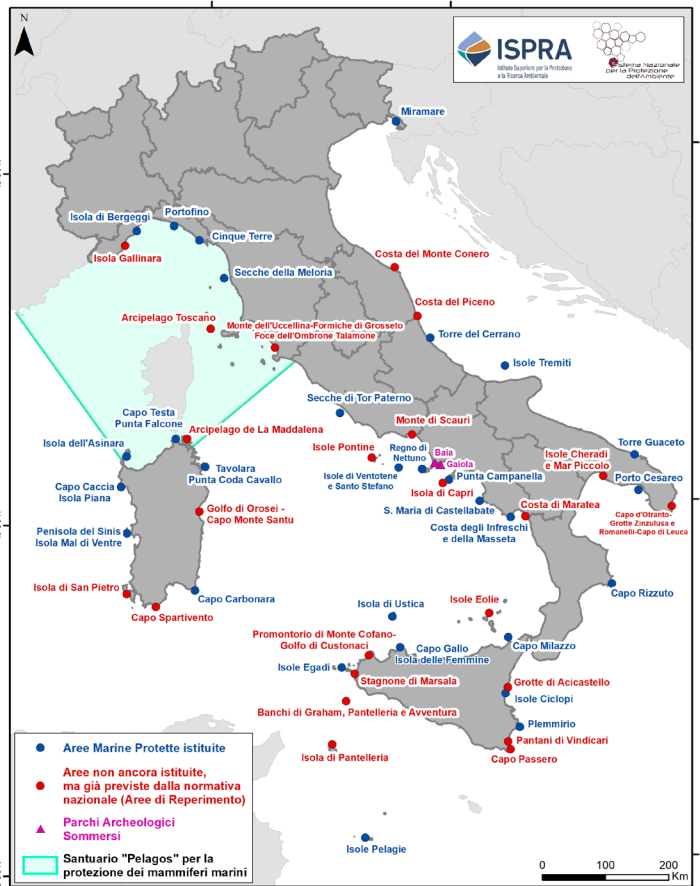 N
ISPRA
Istituto Superiore per la Protezione
e la Ricerca Ambientale
Sistema Nazionale
per la Protezione
dell'Ambiente
Miramare
Portofino
Isola di Bergeggi
Cinque Terre
Isola Gallinara
Costa del Monte Conero
Secche della Meloria
Costa del Piceno
Arcipelago Toscano
Monte dell'Uccellina-Formiche di Grosseto
Foce dell'Ombrone Talamone
Torre del Cerrano
Isole Tremiti
Secche di Tor Paterno
Capo Testa
Punta Falcone
Monte di Scauri
Arcipelago de La Maddalena
Isola dell'Asinara
Isole Pontine
Regno di
Nettuno
Baia
Gaiola
Torre Guaceto
Isole Cheradi
e Mar Piccolo
Tavolara
Punta Coda Cavallo
Isole di Ventotene
e Santo Stefano
Punta Campanella
Porto Cesareo
Capo Caccia
Isola Piana
Isola di Capri
S. Maria di Castellabate
Costa di Maratea
Golfo di Orosei -
Capo Monte Santu
Capo d'Otranto-
Grotte Zinzulusa e
Romanelli-Capo di Leuca
Penisola del Sinis
Isola Mal di Ventre
Costa degli Infreschi
e della Masseta
Isola di San Pietro
Capo Carbonara
Capo Rizzuto
Isola di Ustica
Isole Eolie
Capo Spartivento
Promontorio di Monte Cofano-
Golfo di Custonaci
Capo Gallo
Isola delle Femmine
Capo Milazzo
Isole Egadi
Stagnone di Marsala
Grotte di Acicastello
Isole Ciclopi
Banchi di Graham, Pantelleria e Avventura
Plemmirio
Pantani di Vindicari
Isola di Pantelleria
Capo Passero
Isole Pelagie
Aree Marine Protette istituite
Aree non ancora istituite,
ma già previste dalla normativa
nazionale (Aree di Reperimento)
Parchi Archeologici
Sommersi
Santuario "Pelagos" per la
protezione dei mammiferi marini
0 100 200
Km